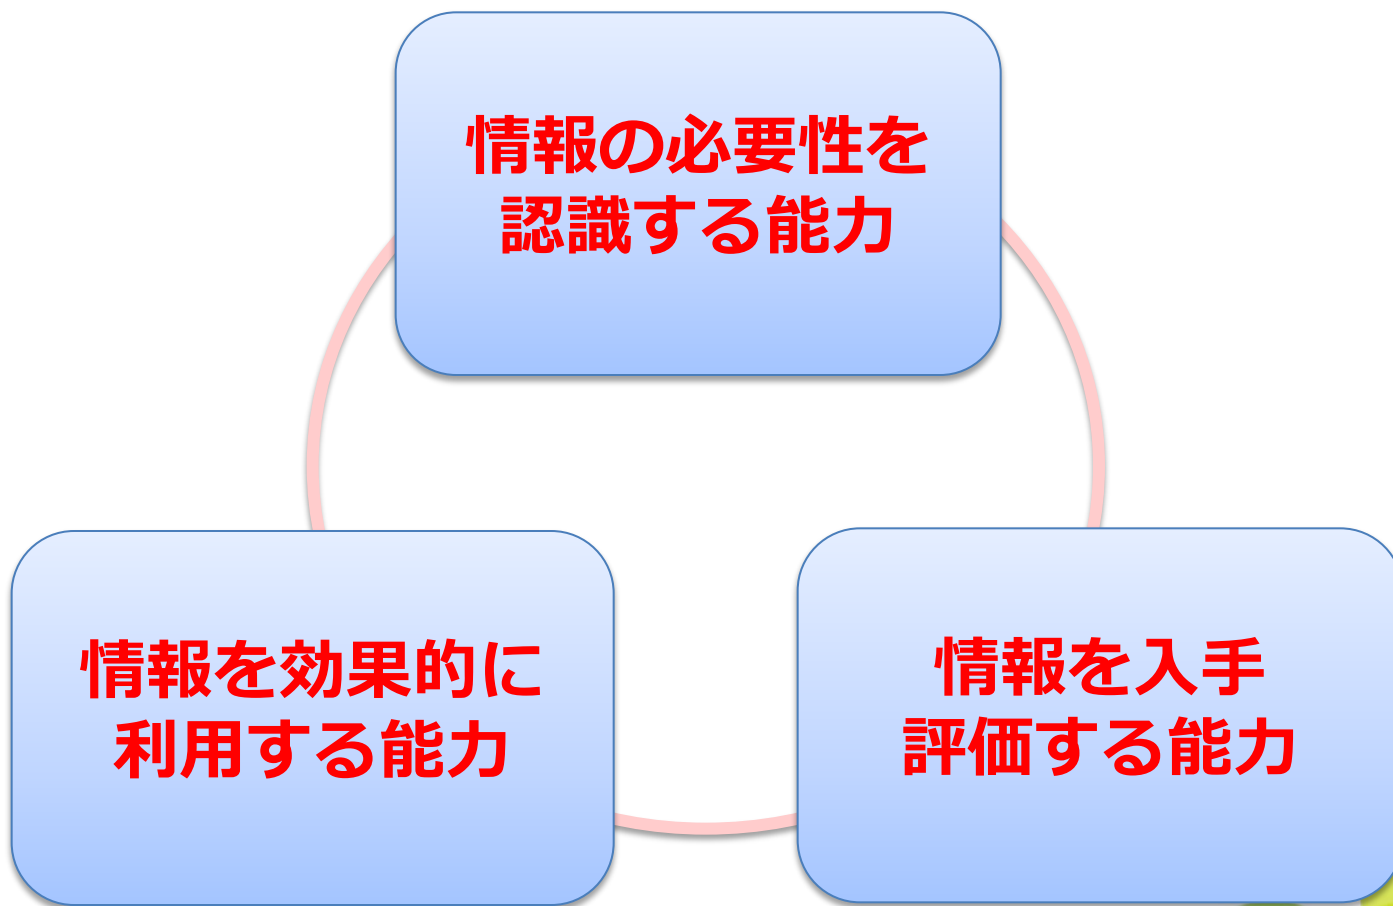 情報の必要性を
認識する能力
情報を効果的に
利用する能力
情報を入手
評価する能力